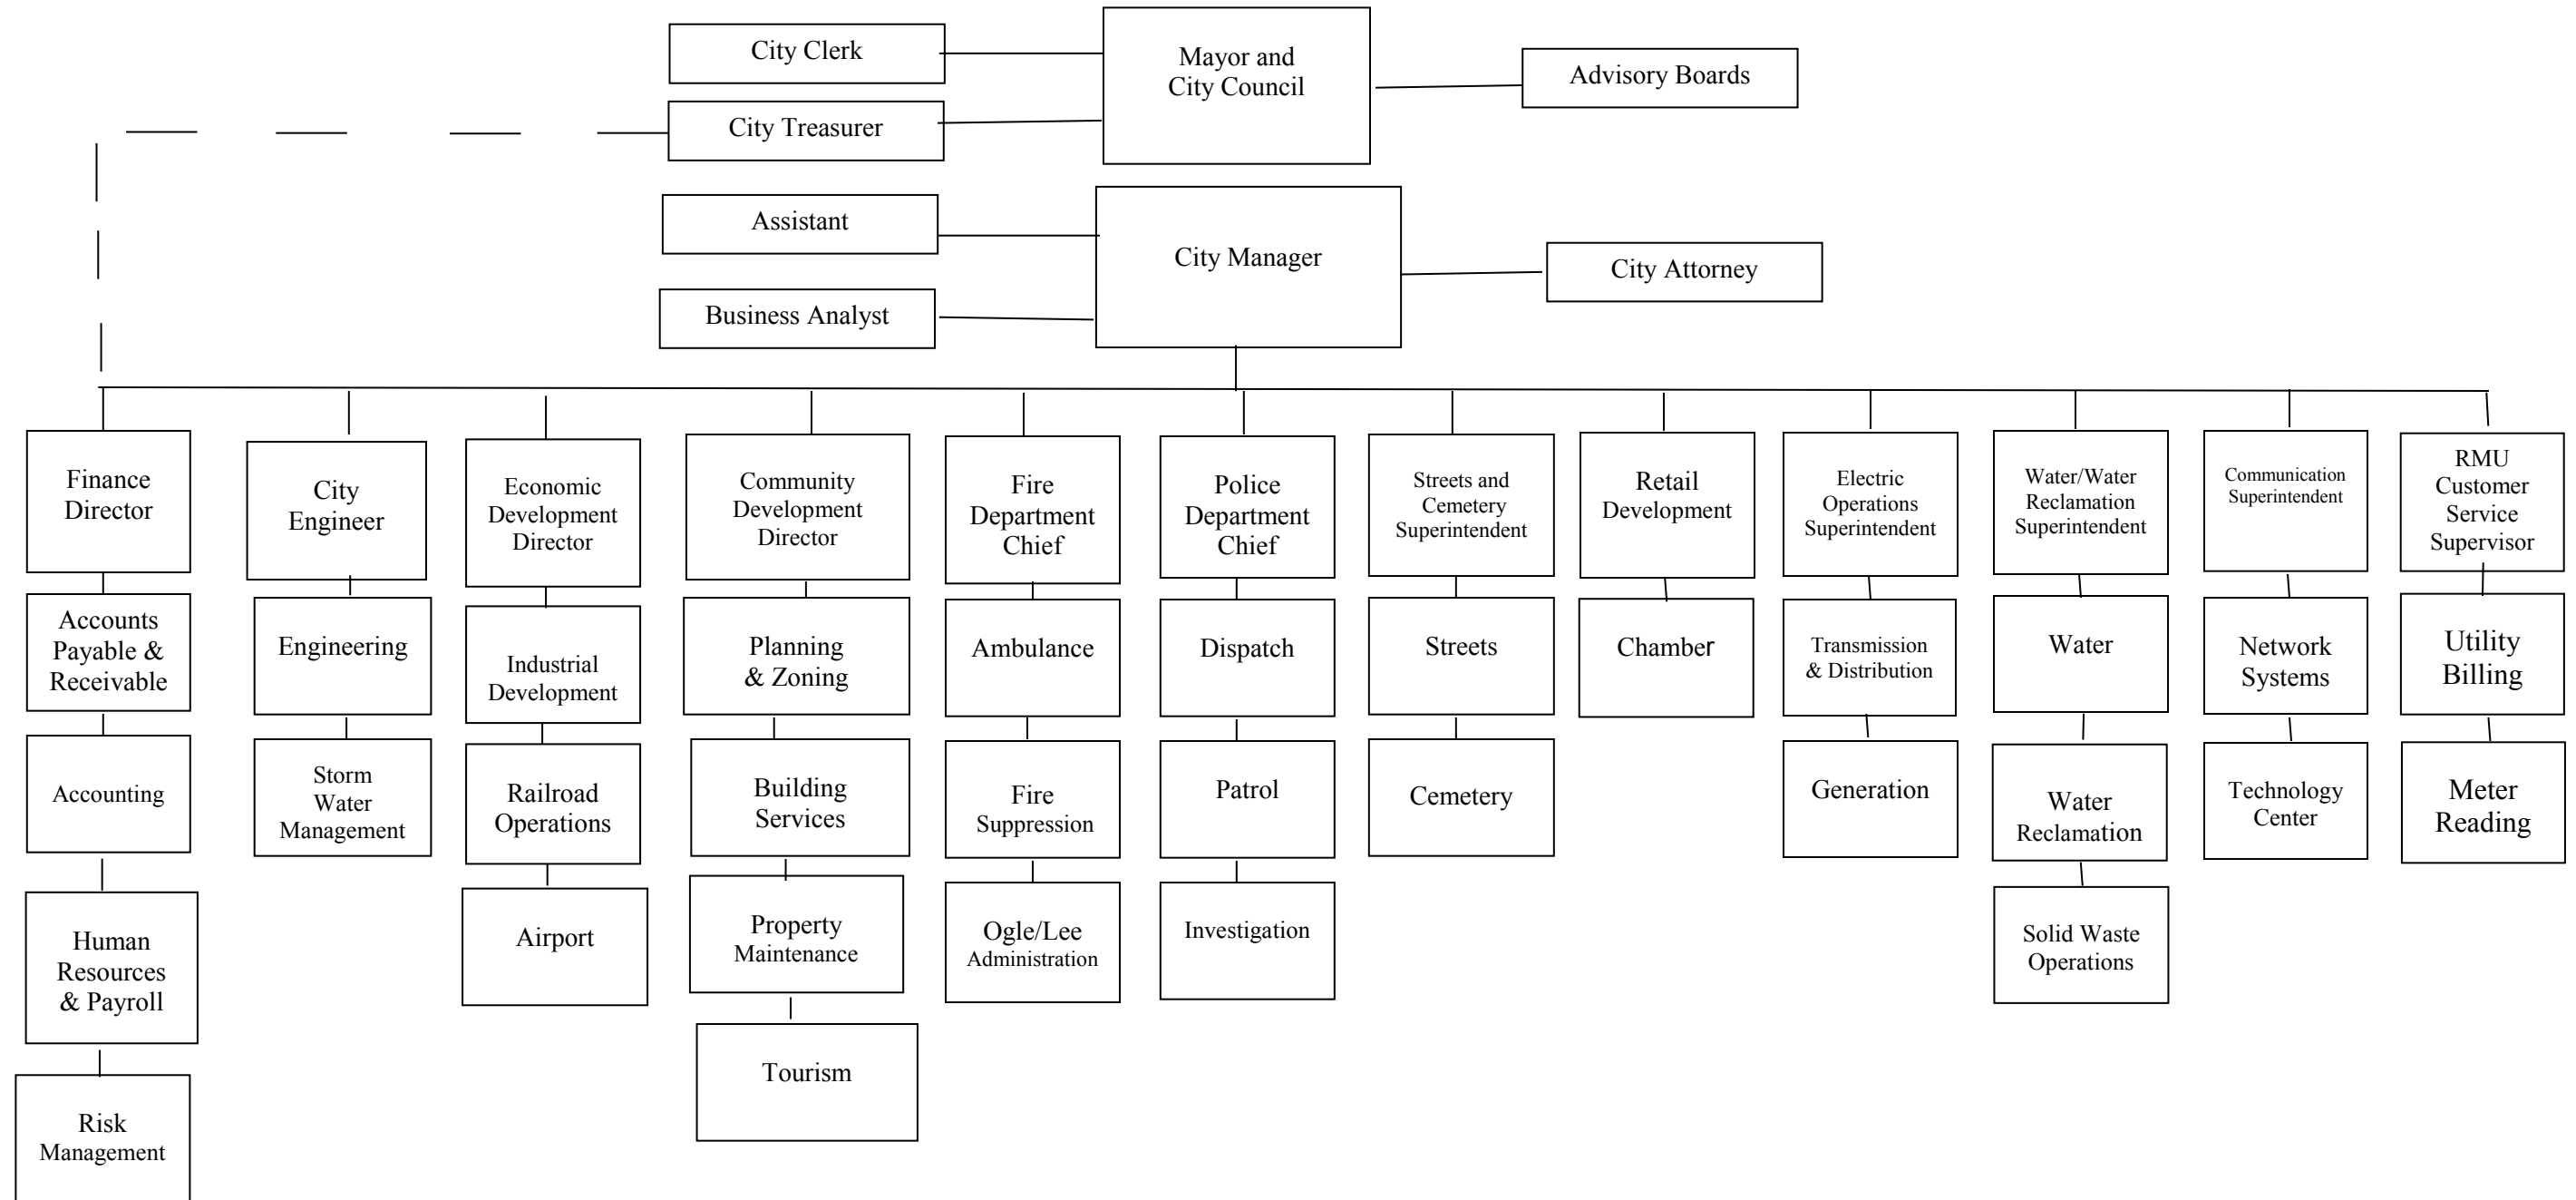 City Clerk
Mayor and
City Council
Advisory Boards
City Treasurer
Assistant
City Manager
City Attorney
Business Analyst
Finance
Director
City
Engineer
Economic
Development
Director
Community
Development
Director
Fire
Department
Chief
Police
Department
Chief
Streets and
Cemetery
Superintendent
Retail
Development
Electric
Operations
Superintendent
Water/Water
Reclamation
Superintendent
Communication
Superintendent
RMU
Customer
Service
Supervisor
Accounts
Payable &
Receivable
Engineering
Industrial
Development
Planning
& Zoning
Ambulance
Dispatch
Streets
Chamber
Transmission
& Distribution
Water
Network
Systems
Utility
Billing
Accounting
Storm
Water
Management
Railroad
Operations
Building
Services
Fire
Suppression
Patrol
Cemetery
Generation
Water
Reclamation
Technology
Center
Meter
Reading
Human
Resources
& Payroll
Airport
Property
Maintenance
Ogle/Lee
Administration
Investigation
Solid Waste
Operations
Risk
Management
Tourism